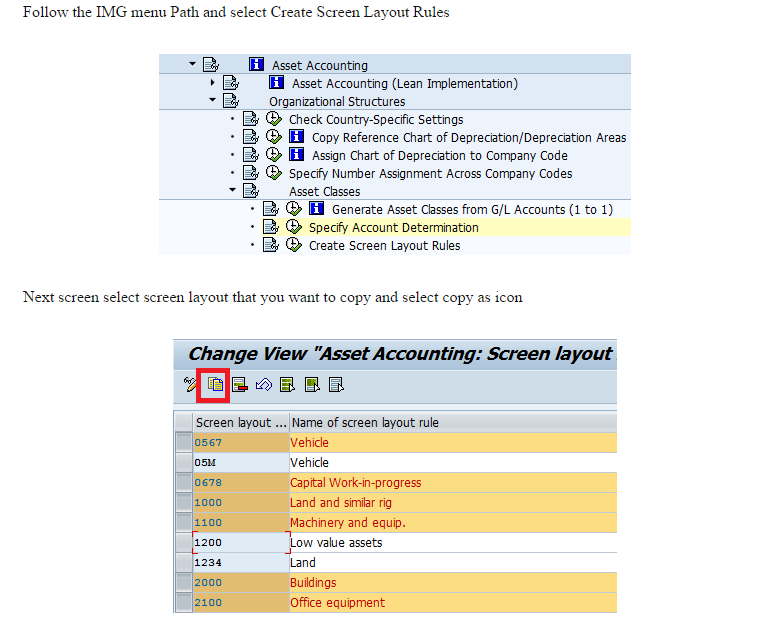 Follow the IMG menu Path and select Create Screen Layout Rules
Asset Accounting
Asset Accounting (Lean Implementation)
Organizational Structures
Check Country-Specific Settings
Copy Reference Chart of Depreciation/Depreciation Areas
Assign Chart of Depreciation to Company Code
Specify Number Assignment Across Company Codes
Asset Classes
Generate Asset Classes from G/L Accounts (1 to 1)
Specify Account Determination
Create Screen Layout Rules
Next screen select screen layout that you want to copy and select copy as icon
Change View "Asset Accounting: Screen layout
Screen layout ... Name of screen layout rule
0567 Vehicle
05M Vehicle
0678 Capital Work-in-progress
1000 Land and similar rig
1100 Machinery and equip.
1200 Low value assets
1234 Land
2000 Buildings
2100 Office equipment